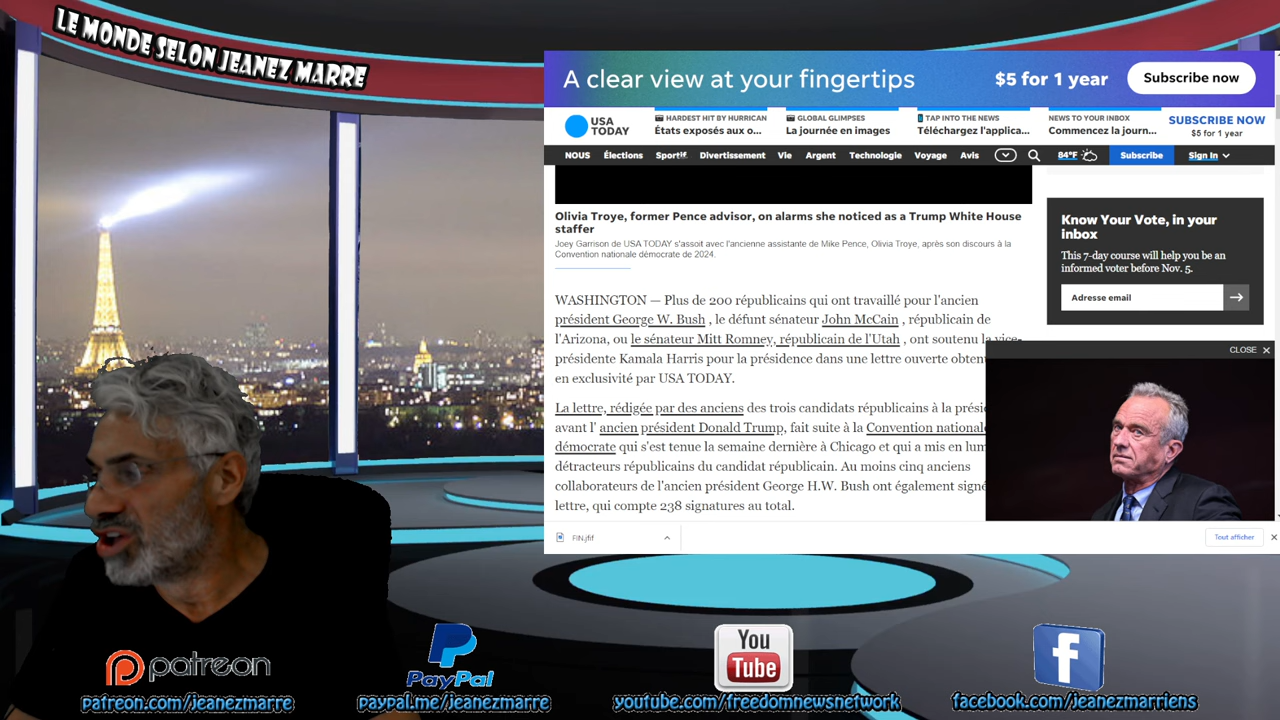 LE MONDE SELON JEANEZ MARRE
A clear view at your fingertips
$5 for 1 year
Subscribe now
USA TODAY
HARDEST HIT BY HURRICAN
États exposés aux o...
GLOBAL GLIMPSES
La journée en images
TAP INTO THE NEWS
Téléchargez l'applica...
NEWS TO YOUR INBOX
Commencez la journ...
SUBSCRIBE NOW
$5 for 1 year
NOUS Élections Sportif. Divertissement Vie Argent Technologie Voyage Avis 84°F Subscribe Sign In
Olivia Troye, former Pence advisor, on alarms she noticed as a Trump White House
staffer
Joey Garrison de USA TODAY s'assoit avec l'ancienne assistante de Mike Pence, Olivia Troye, après son discours à la
Convention nationale démocrate de 2024.
WASHINGTON — Plus de 200 républicains qui ont travaillé pour l'ancien
président George W. Bush , le défunt sénateur John McCain , républicain de
l'Arizona, ou le sénateur Mitt Romney, républicain de l'Utah , ont soutenu la vice-
présidente Kamala Harris pour la présidence dans une lettre ouverte obten
en exclusivité par USA TODAY.
La lettre, rédigée par des anciens des trois candidats républicains à la prési
avant l' ancien président Donald Trump, fait suite à la Convention national
démocrate qui s'est tenue la semaine dernière à Chicago et qui a mis en lum
détracteurs républicains du candidat républicain. Au moins cinq anciens
collaborateurs de l'ancien président George H.W. Bush ont également sign
lettre, qui compte 238 signatures au total.
Know Your Vote, in your
inbox
This 7-day course will help you be an
informed voter before Nov. 5.
Adresse email
CLOSE
FIN.jfif
Tout afficher
patreon
patreon.com/jeanezmarre
PayPal
paypal.me/jeanezmarre
You
Tube
youtube.com/freedomnewsnetwork
f
facebook.com/jeanezmarriens